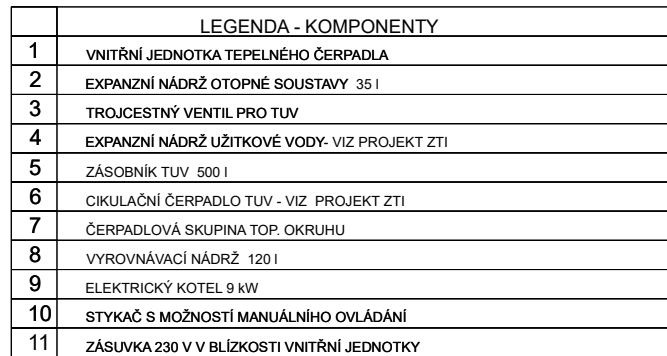 LEGENDA - KOMPONENTY
1 VNITŘNÍ JEDNOTKA TEPELNÉHO ČERPADLA
2 EXPANZNÍ NÁDRŽ OTOPNÉ SOUSTAVY 35 l
3 TROJCESTNÝ VENTIL PRO TUV
4 EXPANZNÍ NÁDRŽ UŽITKOVÉ VODY- VIZ PROJEKT ZTI
5 ZÁSOBNÍK TUV 500 l
6 CIKULAČNÍ ČERPADLO TUV - VIZ PROJEKT ZTI
7 ČERPADLOVÁ SKUPINA TOP. OKRUHU
8 VYROVNÁVACÍ NÁDRŽ 120 l
9 ELEKTRICKÝ KOTEL 9 kW
10 STYKAČ S MOŽNOSTÍ MANUÁLNÍHO OVLÁDÁNÍ
11 ZÁSUVKA 230 V V BLÍZKOSTI VNITŘNÍ JEDNOTKY